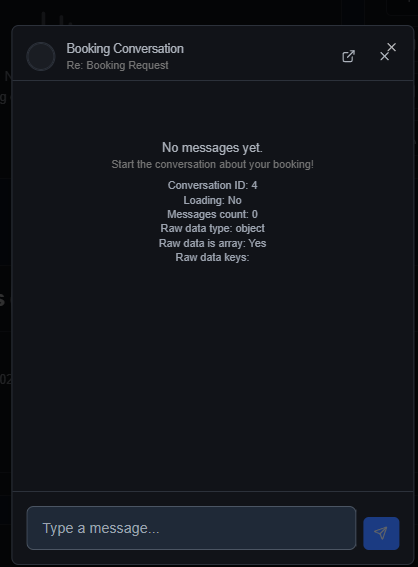 Booking Conversation
Re: Booking Request
No messages yet.
Start the conversation about your booking!
Conversation ID: 4
Loading: No
Messages count: 0
Raw data type: object
Raw data is array: Yes
Raw data keys:
Type a message...